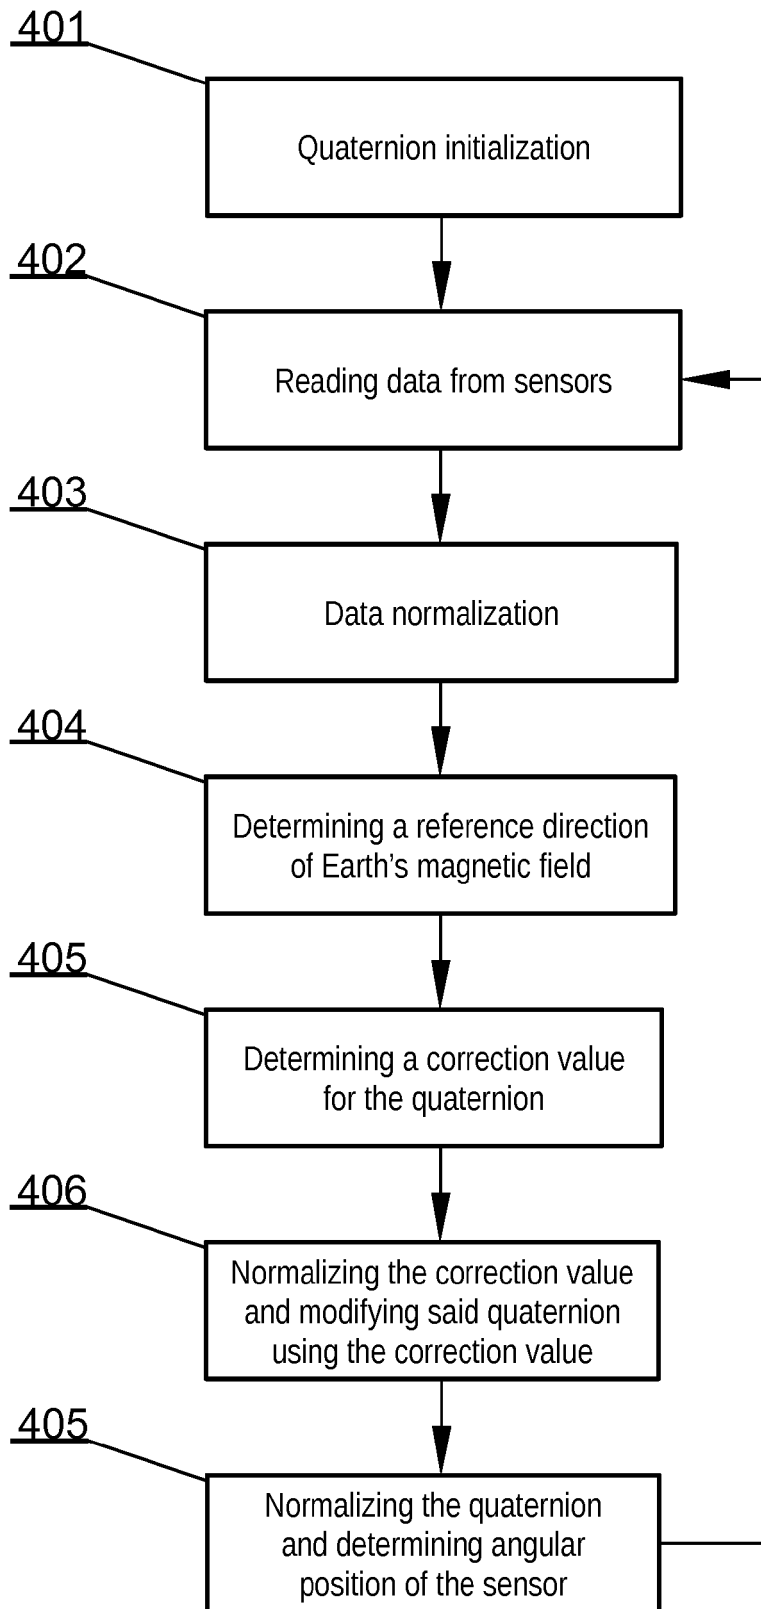 401
Quaternion initialization
402
Reading data from sensors
403
Data normalization
404
Determining a reference direction
of Earth’s magnetic field
405
Determining a correction value
for the quaternion
406
Normalizing the correction value
and modifying said quaternion
using the correction value
405
Normalizing the quaternion
and determining angular
position of the sensor